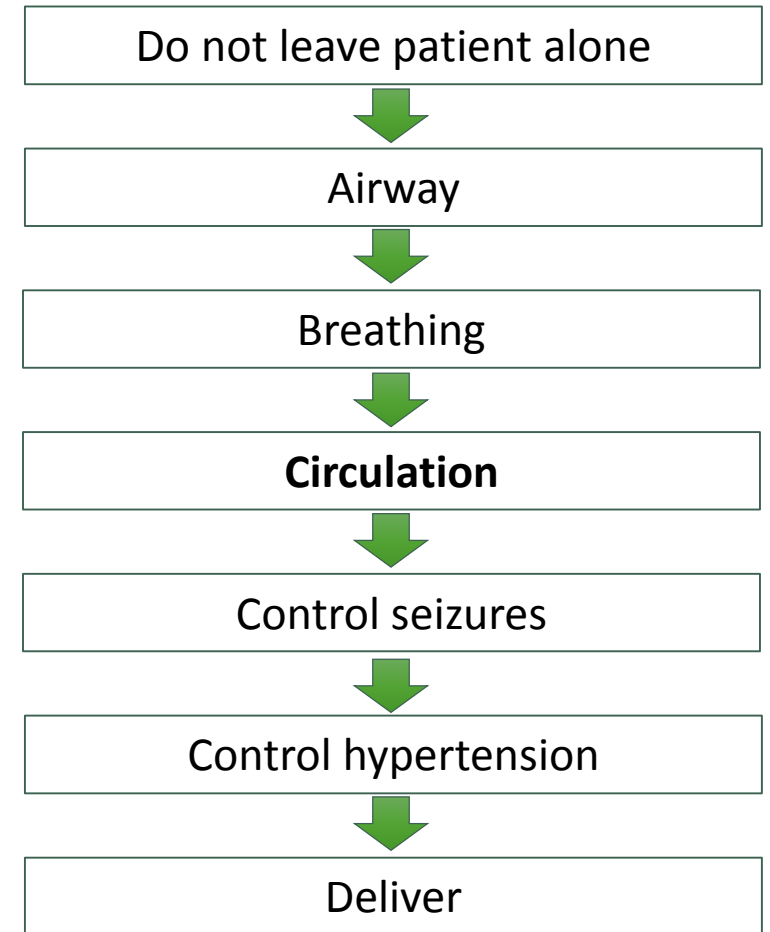 Do not leave patient alone
Airway
Breathing
Circulation
Control seizures
Control hypertension
Deliver